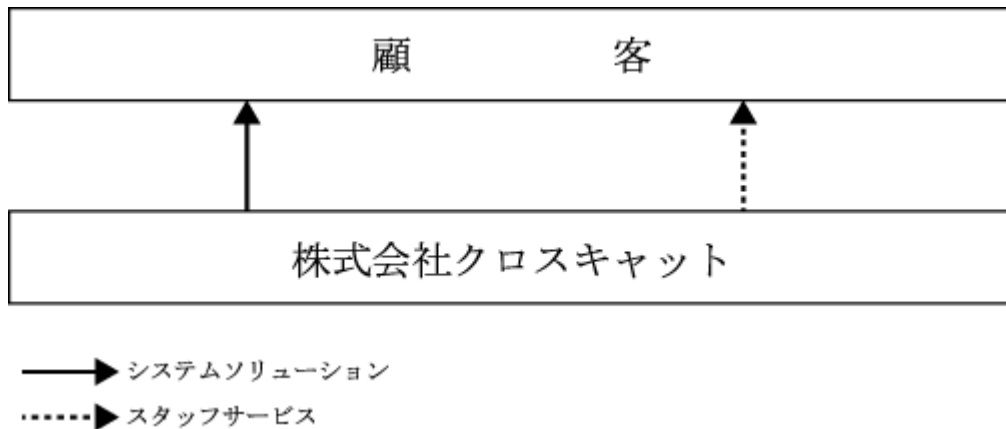 顧客
株式会社クロスキャット
システムソリューション
スタッフサービス